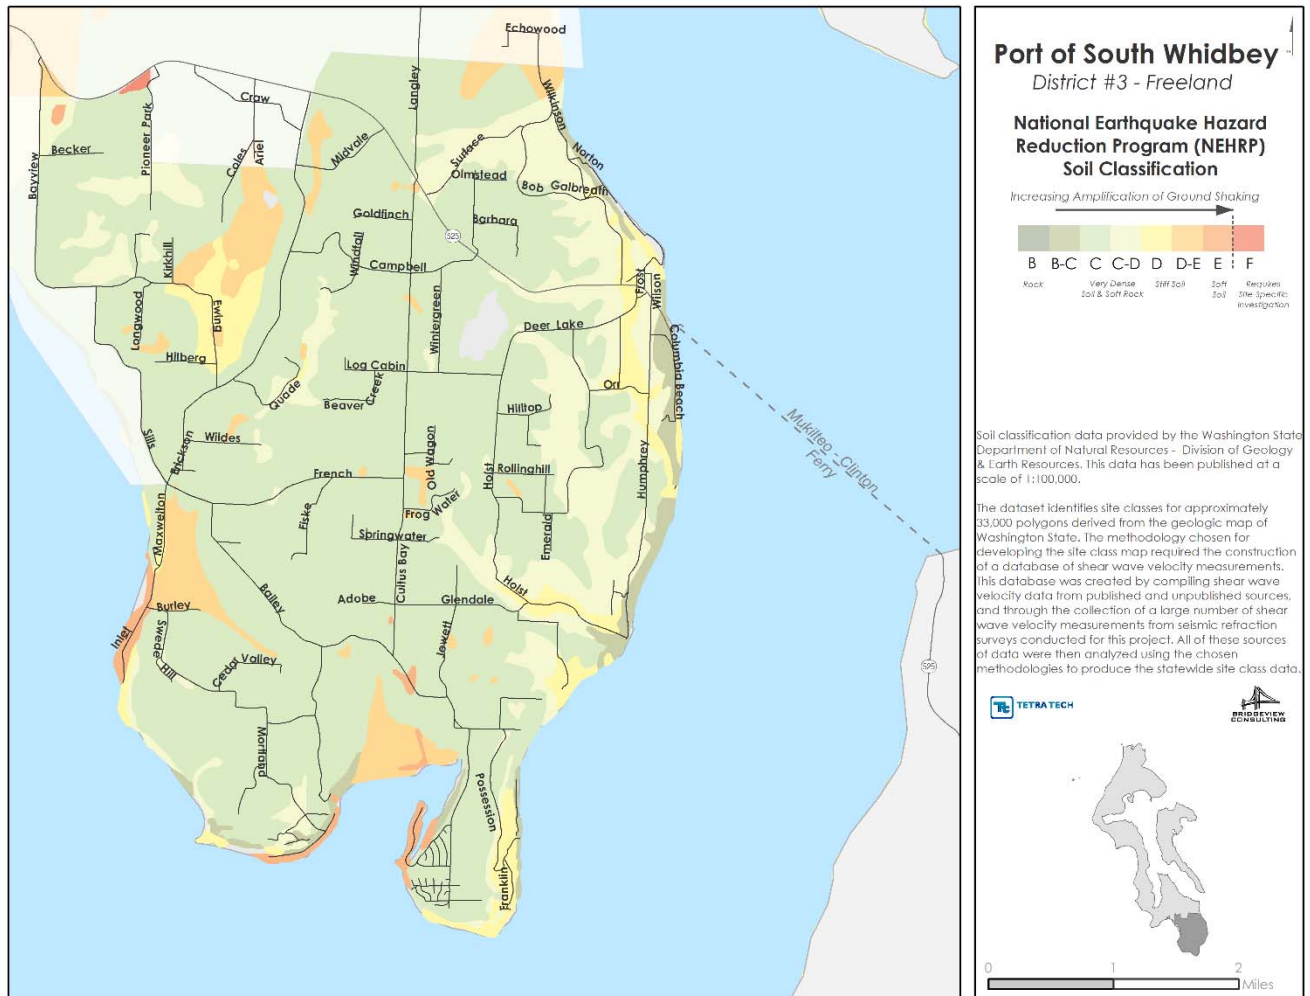 Echowood
Langley
Wilkinson
Craw
Pioneer Park
Midvale
Surface
Norton
Becker
Coles
Ariel
Olmstead
Bob Galbreath
Bayview
Goldfinch
Barbara
525
Windfall
Campbell
Kirkhill
Frost
Wilson
Longwood
Ewing
Wintergreen
Deer Lake
Columbia Beach
Hilberg
Log Cabin
Quade
Beaver Creek
Orr
Hilltop
Mukilteo - Clinton
Ferry
Sills
Erickson
Wildes
Old Wagon
Holst
Rollinghill
Humphrey
French
Maxwelton
Fiske
Frog Water
Springwater
Emerald
Cultus Bay
Bailey
Adobe
Glendale
Holst
Burley
Inlet
Swede Hill
Jewett
Cedar Valley
525
Mortland
Possession
Franklin
Port of South Whidbey
District #3 - Freeland
National Earthquake Hazard
Reduction Program (NEHRP)
Soil Classification
Increasing Amplification of Ground Shaking
B B-C C C-D D D-E E F
Rock Very Dense Soil & Soft Rock Stiff Soil Soft Soil Requires Site-Specific Investigation
Soil classification data provided by the Washington State
Department of Natural Resources - Division of Geology
& Earth Resources. This data has been published at a
scale of 1:100,000.
The dataset identifies site classes for approximately
33,000 polygons derived from the geologic map of
Washington State. The methodology chosen for
developing the site class map required the construction
of a database of shear wave velocity measurements.
This database was created by compiling shear wave
velocity data from published and unpublished sources,
and through the collection of a large number of shear
wave velocity measurements from seismic refraction
surveys conducted for this project. All of these sources
of data were then analyzed using the chosen
methodologies to produce the statewide site class data.
TETRA TECH
BRIDGEVIEW
CONSULTING
0 1 2
Miles